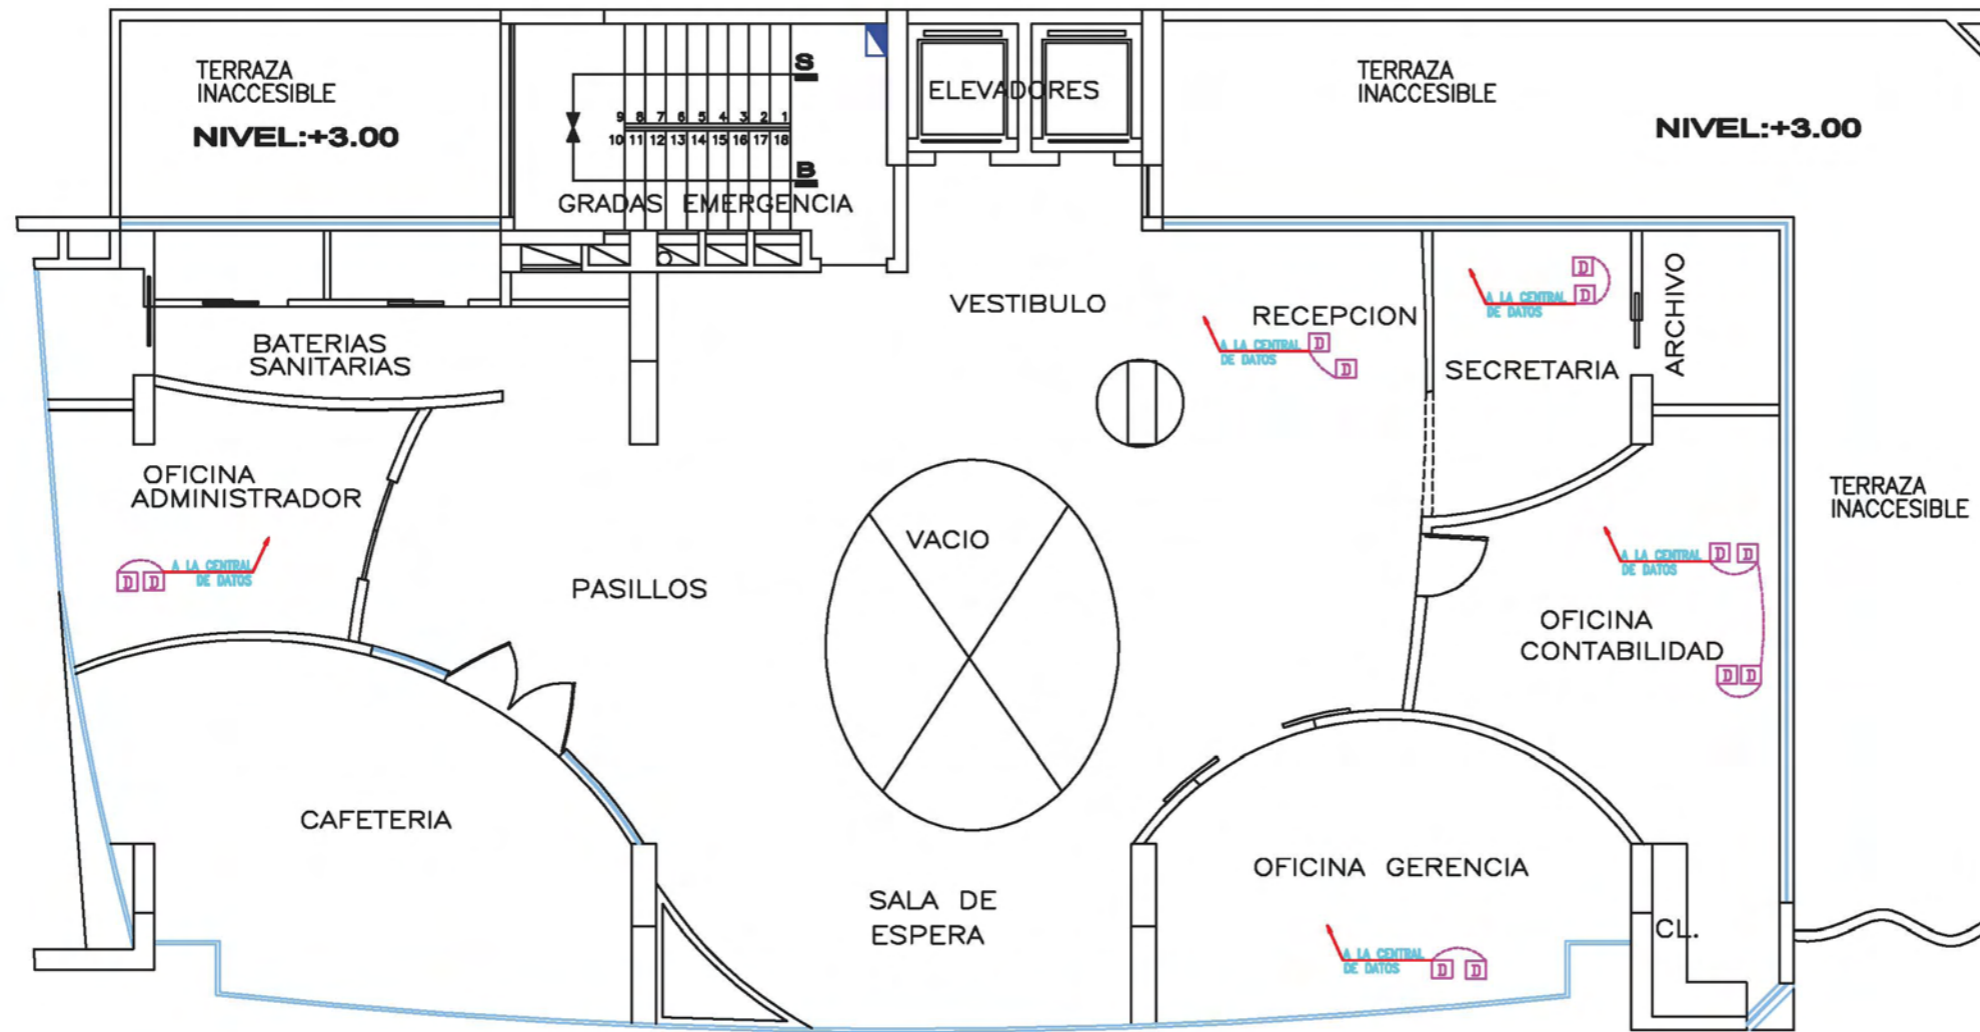 TERRAZA
INACCESIBLE
NIVEL:+3.00
S
9 8 7 6 5 4 3 2 1
10 11 12 13 14 15 16 17 18
B
GRADAS EMERGENCIA
ELEVADORES
TERRAZA
INACCESIBLE
NIVEL:+3.00
BATERIAS
SANITARIAS
VESTIBULO
RECEPCION
A LA CENTRAL
DE DATOS
D
D
D
A LA CENTRAL
DE DATOS
D
SECRETARIA
ARCHIVO
OFICINA
ADMINISTRADOR
A LA CENTRAL
DE DATOS
D D
PASILLOS
VACIO
A LA CENTRAL
DE DATOS
D D
OFICINA
CONTABILIDAD
D D
TERRAZA
INACCESIBLE
CAFETERIA
SALA DE
ESPERA
OFICINA GERENCIA
A LA CENTRAL
DE DATOS
D D
CL.